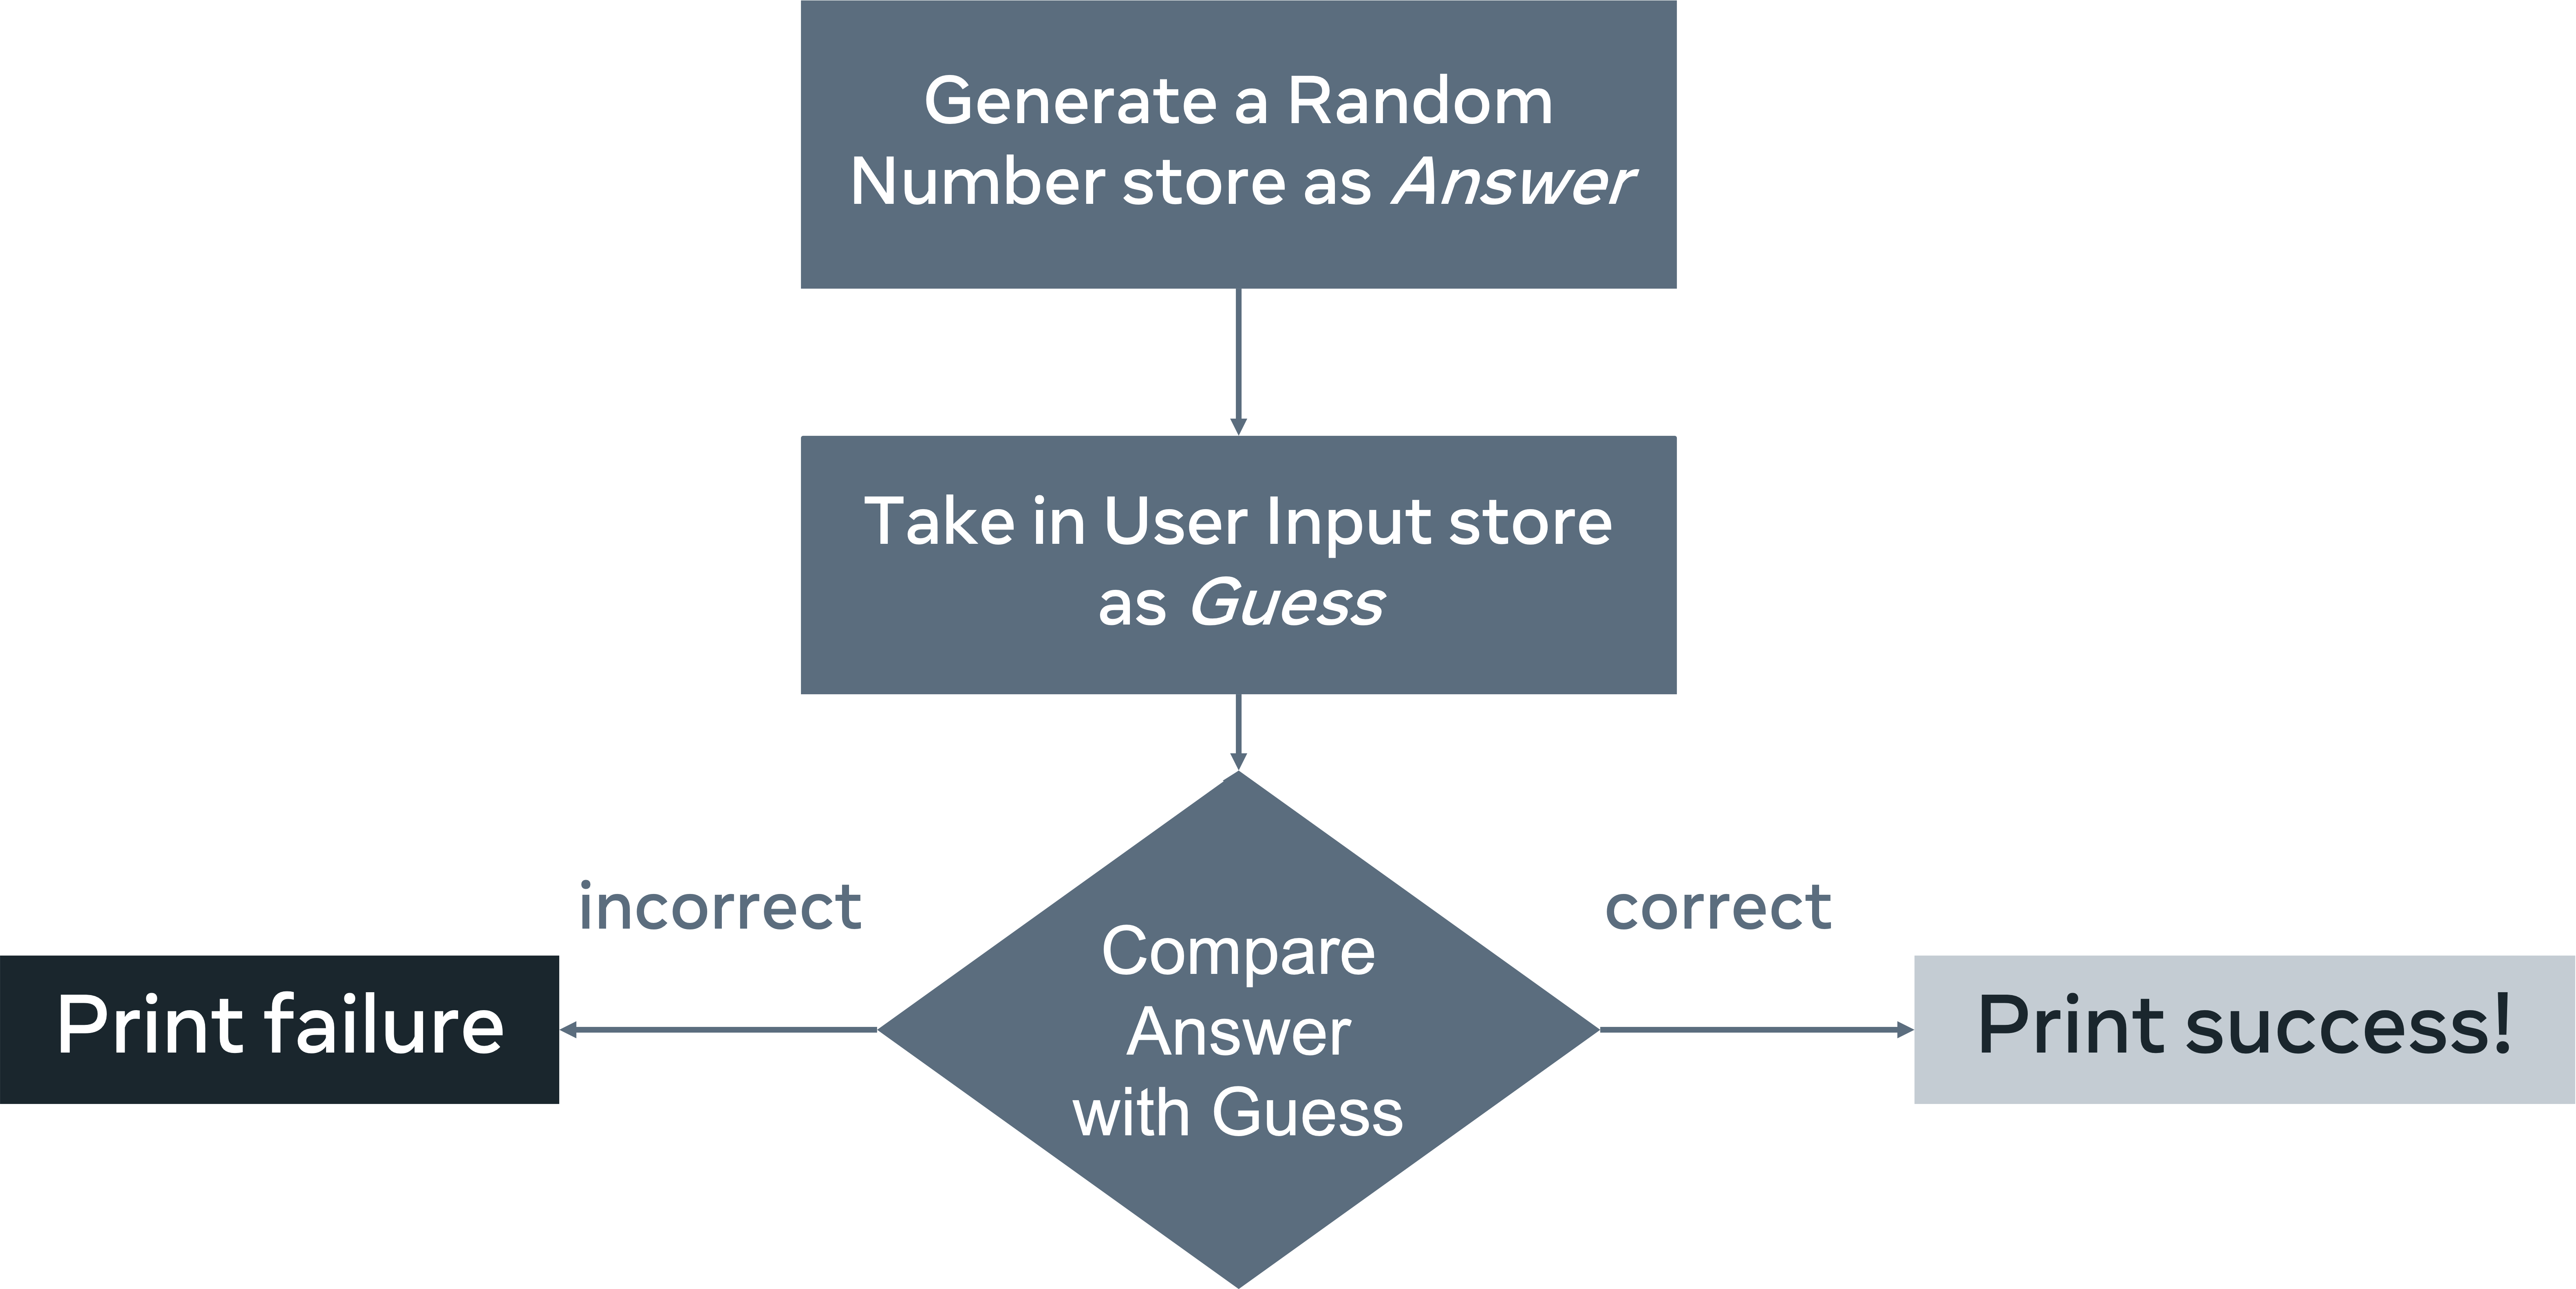 Generate a Random
Number store as Answer
Take in User Input store
as Guess
incorrect
correct
Print failure
Compare
Answer
with Guess
Print success!